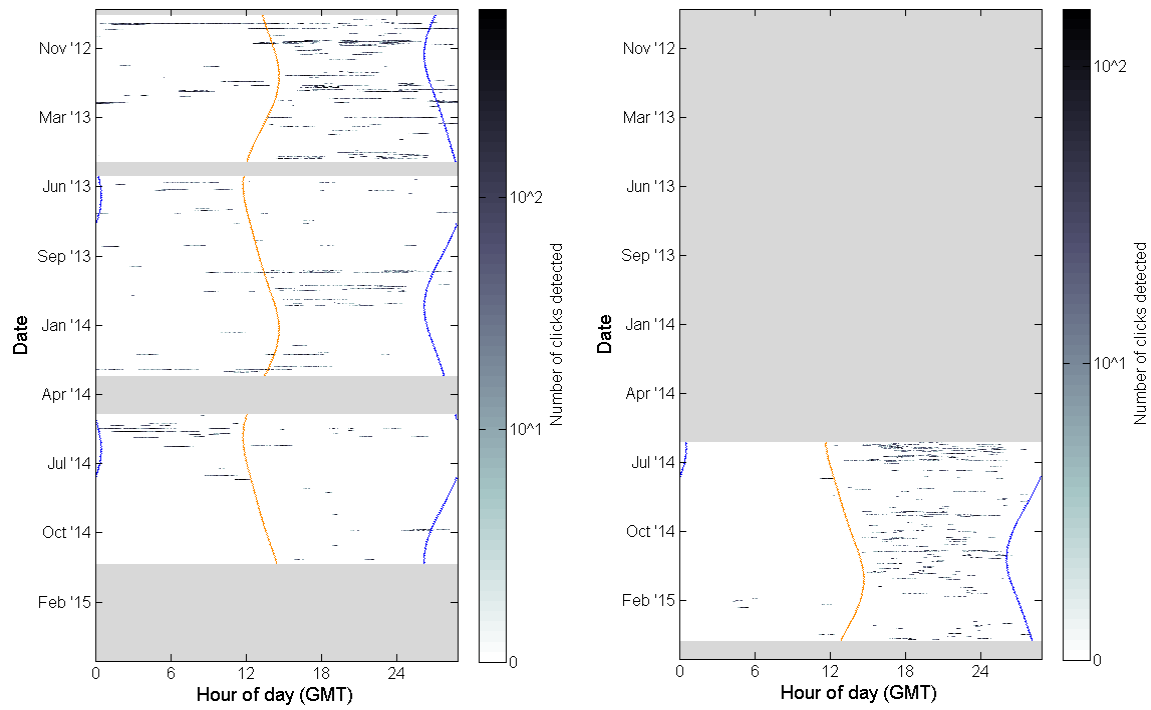 Nov '12
Mar '13
Jun '13
Sep '13
Jan '14
Apr '14
Jul '14
Oct '14
Feb '15
Date
0
6
12
18
24
Hour of day (GMT)
10^2
10^1
0
Number of clicks detected
Nov '12
Mar '13
Jun '13
Sep '13
Jan '14
Apr '14
Jul '14
Oct '14
Feb '15
Date
0
6
12
18
24
Hour of day (GMT)
10^2
10^1
0
Number of clicks detected